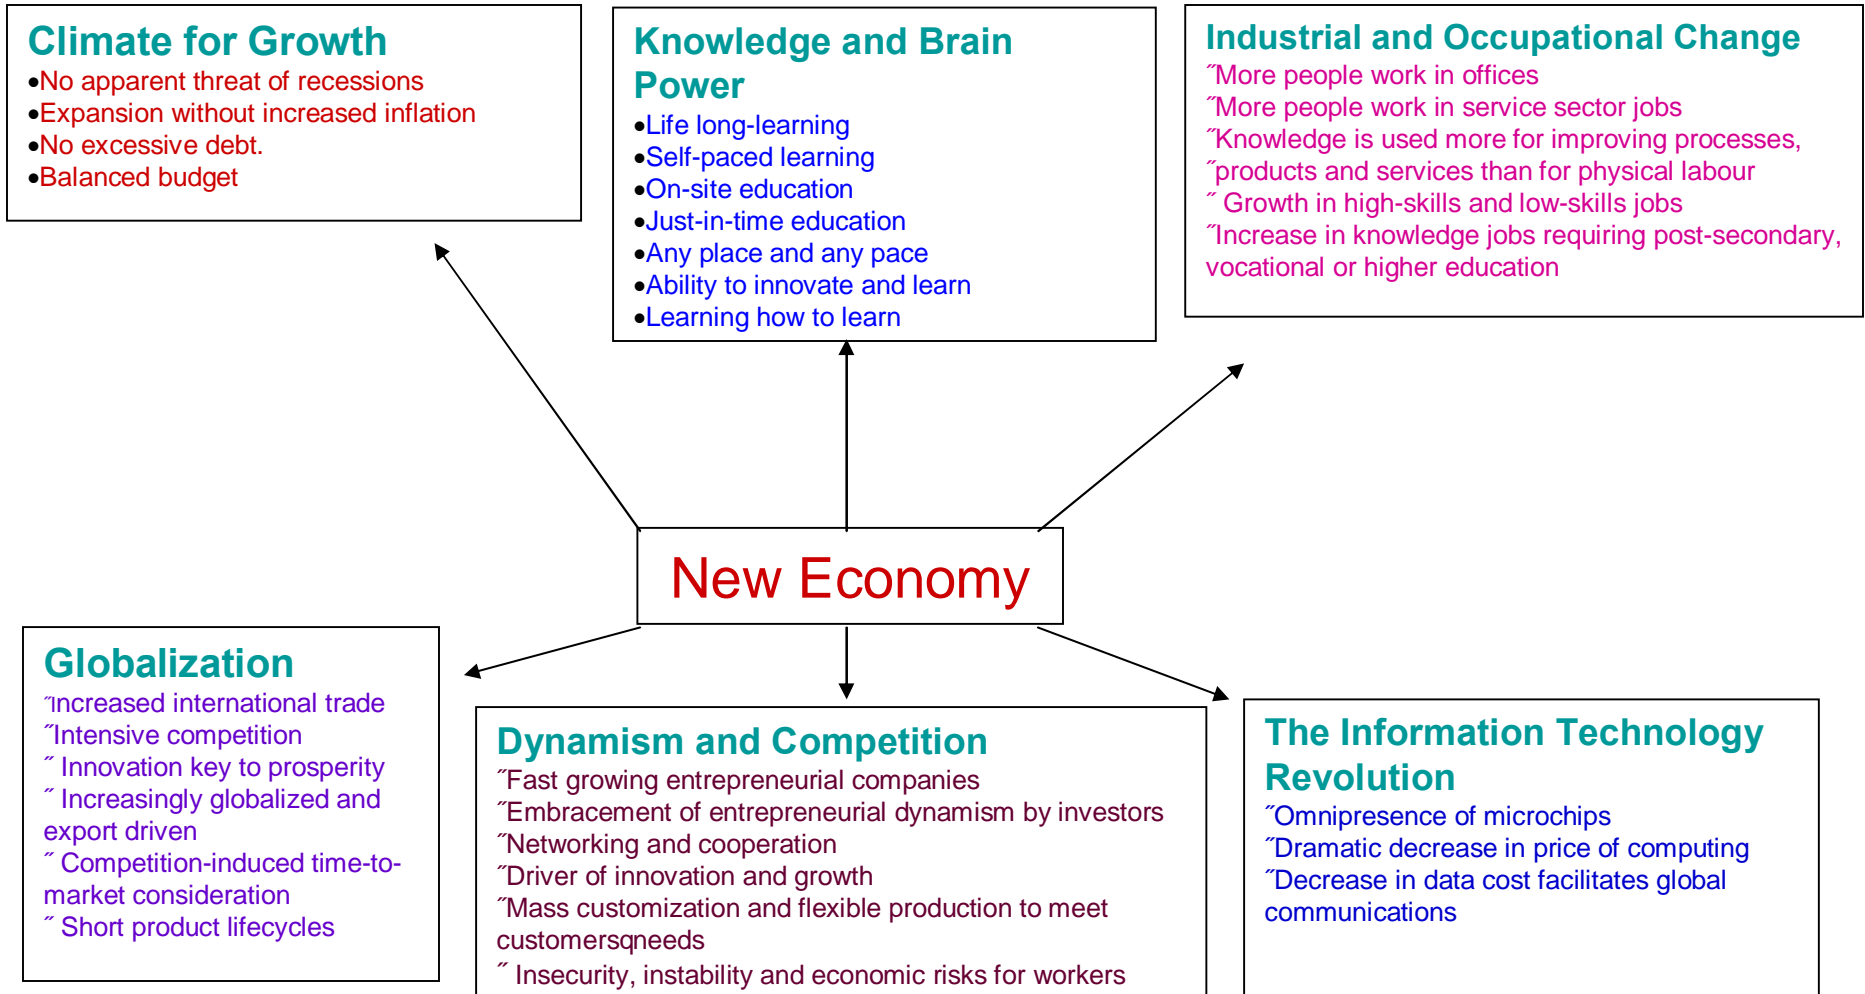 Climate for Growth
•No apparent threat of recessions
•Expansion without increased inflation
•No excessive debt.
•Balanced budget
Knowledge and Brain
Power
•Life long-learning
•Self-paced learning
•On-site education
•Just-in-time education
•Any place and any pace
•Ability to innovate and learn
•Learning how to learn
Industrial and Occupational Change
˝More people work in offices
˝More people work in service sector jobs
˝Knowledge is used more for improving processes,
˝products and services than for physical labour
˝ Growth in high-skills and low-skills jobs
˝Increase in knowledge jobs requiring post-secondary,
vocational or higher education
New Economy
Globalization
˝Increased international trade
˝Intensive competition
˝ Innovation key to prosperity
˝ Increasingly globalized and
export driven
˝ Competition-induced time-to-
market consideration
˝ Short product lifecycles
Dynamism and Competition
˝Fast growing entrepreneurial companies
˝Embracement of entrepreneurial dynamism by investors
˝Networking and cooperation
˝Driver of innovation and growth
˝Mass customization and flexible production to meet
customersqneeds
˝ Insecurity, instability and economic risks for workers
The Information Technology
Revolution
˝Omnipresence of microchips
˝Dramatic decrease in price of computing
˝Decrease in data cost facilitates global
communications